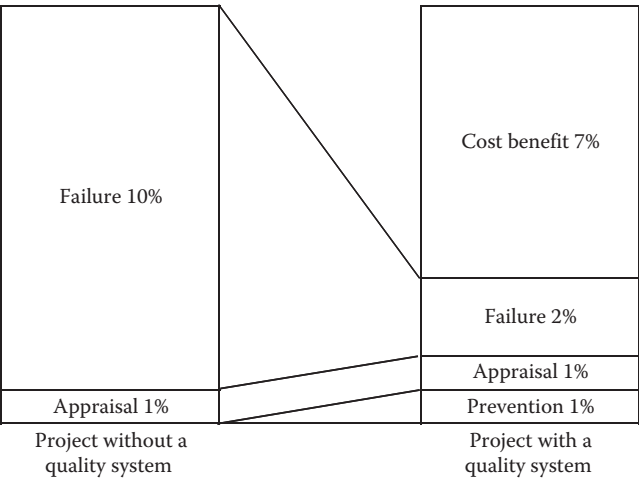 Failure 10%
Appraisal 1%
Project without a
quality system
Cost benefit 7%
Failure 2%
Appraisal 1%
Prevention 1%
Project with a
quality system